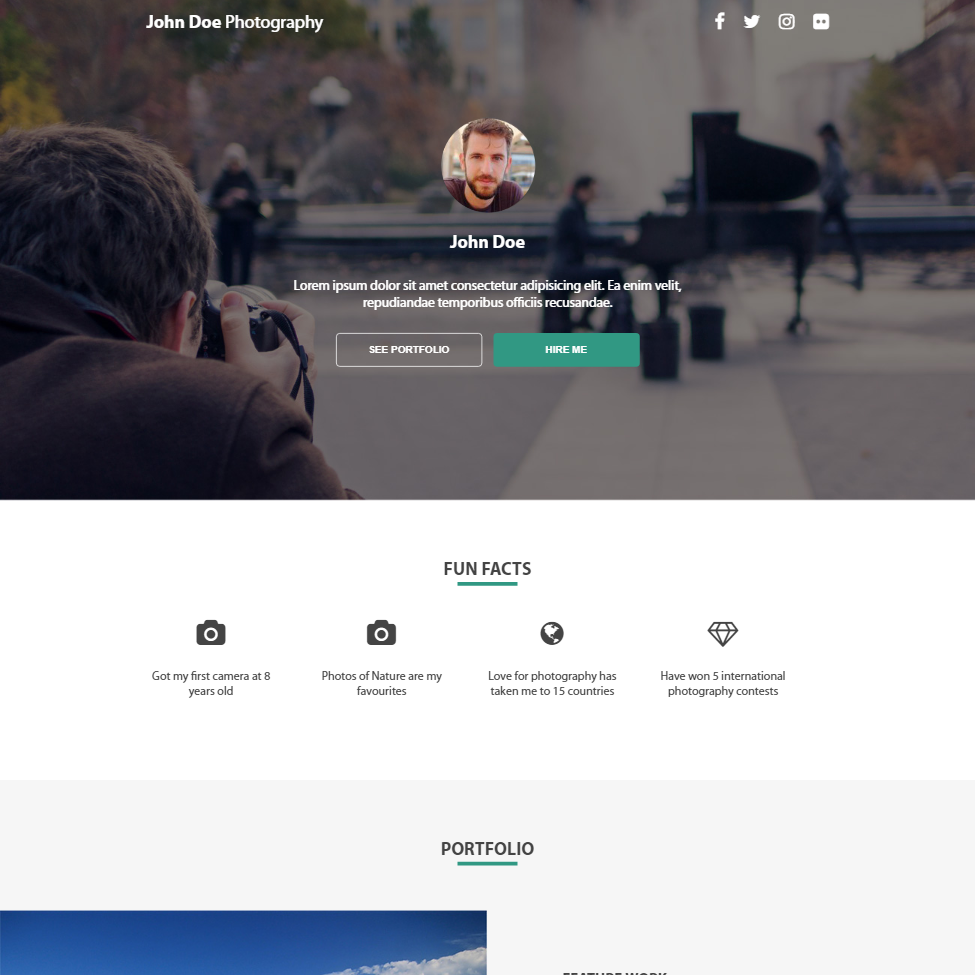 John Doe Photography
John Doe
Lorem ipsum dolor sit amet consectetur adipisicing elit. Ea enim velit,
repudiandae temporibus officiis recusandae.
SEE PORTFOLIO
HIRE ME
FUN FACTS
Got my first camera at 8
years old
Photos of Nature are my
favourites
Love for photography has
taken me to 15 countries
Have won 5 international
photography contests
PORTFOLIO
FEATURE WORK